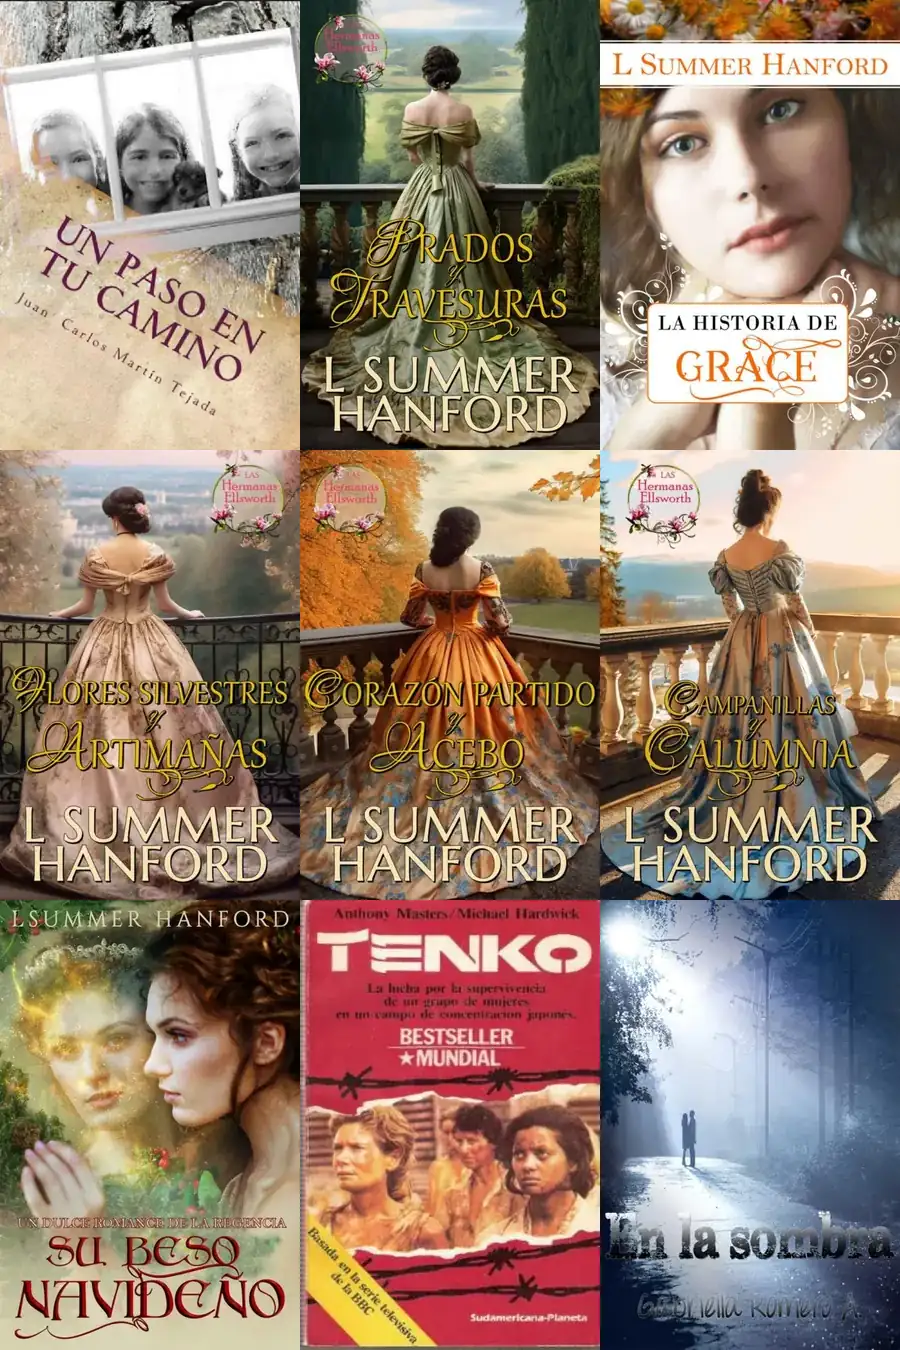 UN PASO EN
TU CAMINO
Juan Carlos Martín Tejada
Las
Hermanas
Ellsworth
PRADOS
y
TRAVESURAS
L SUMMER
HANFORD
L SUMMER HANFORD
LA HISTORIA DE
GRACE
LAS
Hermanas
Ellsworth
FLORES SILVESTRES
y
ARTIMAÑAS
L SUMMER
HANFORD
LAS
Hermanas
Ellsworth
CORAZÓN PARTIDO
y
ACEBO
L SUMMER
HANFORD
LAS
Hermanas
Ellsworth
CAMPANILLAS
y
CALUMNIA
L SUMMER
HANFORD
L SUMMER HANFORD
UN DULCE ROMANCE DE LA REGENCIA
SU BESO
NAVIDEÑO
Anthony Masters/Michael Hardwick
TENKO
La lucha por la supervivencia
de un grupo de mujeres
en un campo de concentracion japonés.
BESTSELLER
★MUNDIAL
Basada en la serie televisiva
de la BBC
Sudamericana-Planeta
En la sombra
Gabriella Romero A.